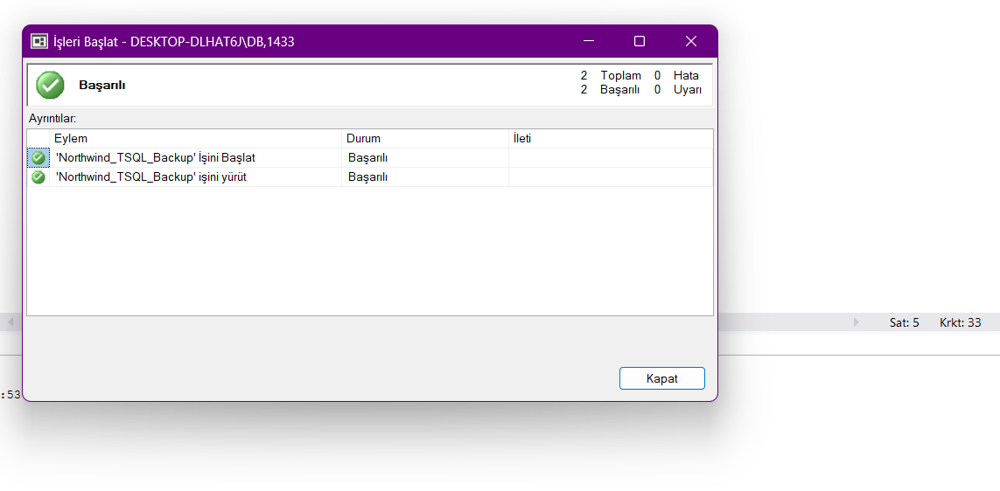 İşleri Başlat - DESKTOP-DLHAT6J\DB,1433
Başarılı
2 Toplam 0 Hata
2 Başarılı 0 Uyarı
Ayrıntılar:
Eylem Durum İleti
'Northwind_TSQL_Backup' İşini Başlat Başarılı
'Northwind_TSQL_Backup' işini yürüt Başarılı
Sat: 5 Krkt: 33
Kapat
:53